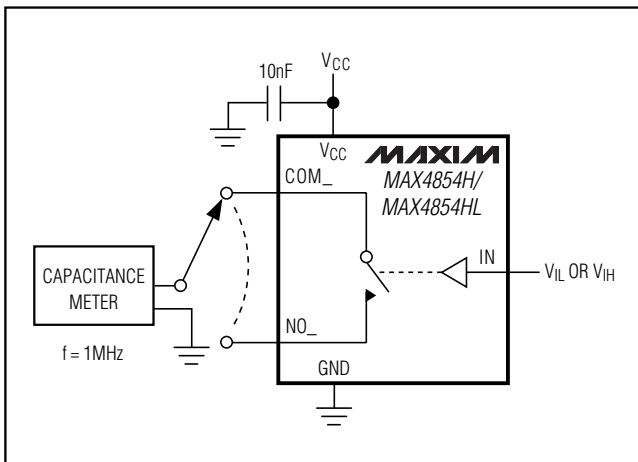 10nF
VCC
VCC
MAXIM
MAX4854H/
MAX4854HL
COM_
IN
VIL OR VIH
CAPACITANCE
METER
f = 1MHz
NO_
GND